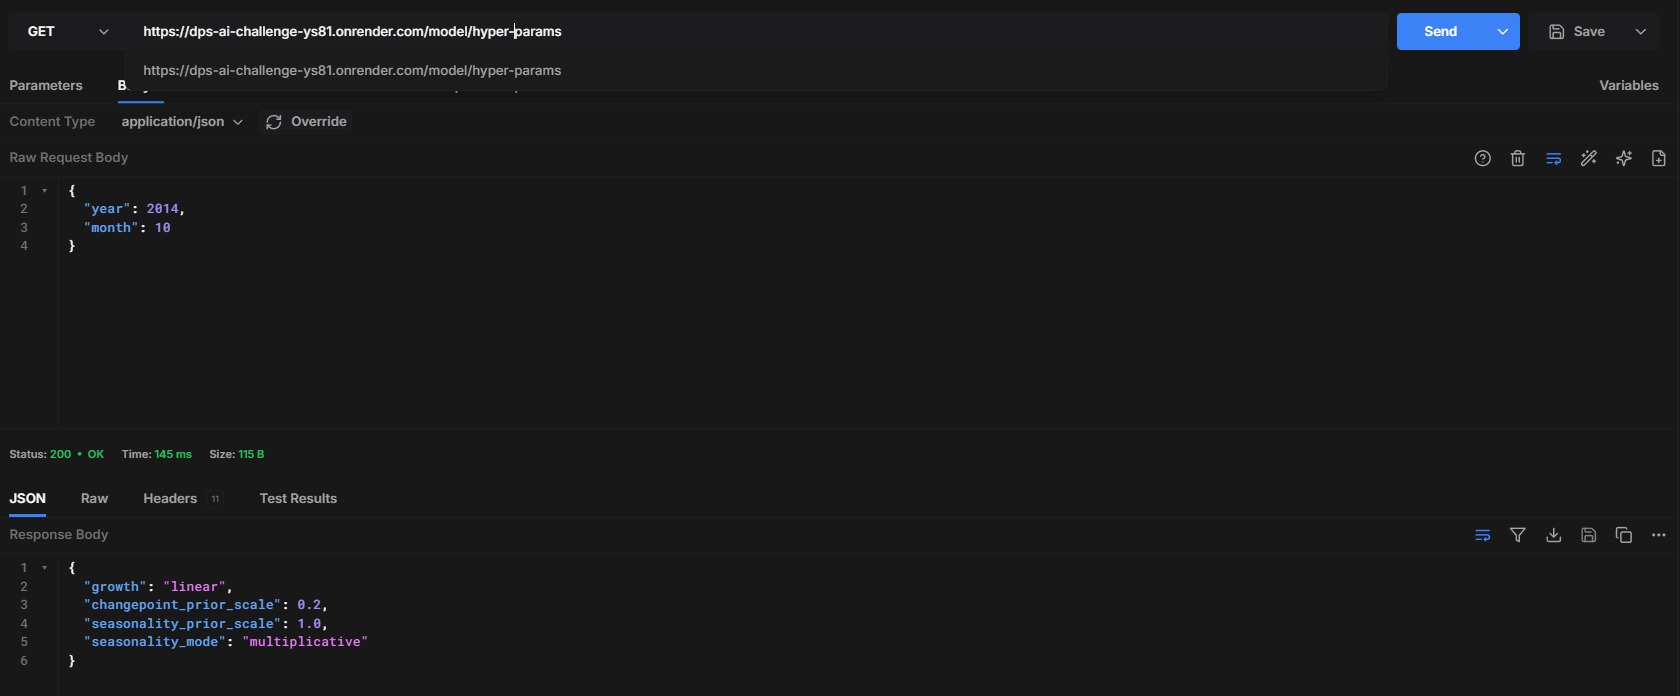 GET https://dps-ai-challenge-ys81.onrender.com/model/hyper-params Send Save
https://dps-ai-challenge-ys81.onrender.com/model/hyper-params
Parameters Variables
Content Type application/json Override
Raw Request Body
1 {
2 "year": 2014,
3 "month": 10
4 }
Status: 200 • OK Time: 145 ms Size: 115 B
JSON Raw Headers 11 Test Results
Response Body
1 {
2 "growth": "linear",
3 "changepoint_prior_scale": 0.2,
4 "seasonality_prior_scale": 1.0,
5 "seasonality_mode": "multiplicative"
6 }